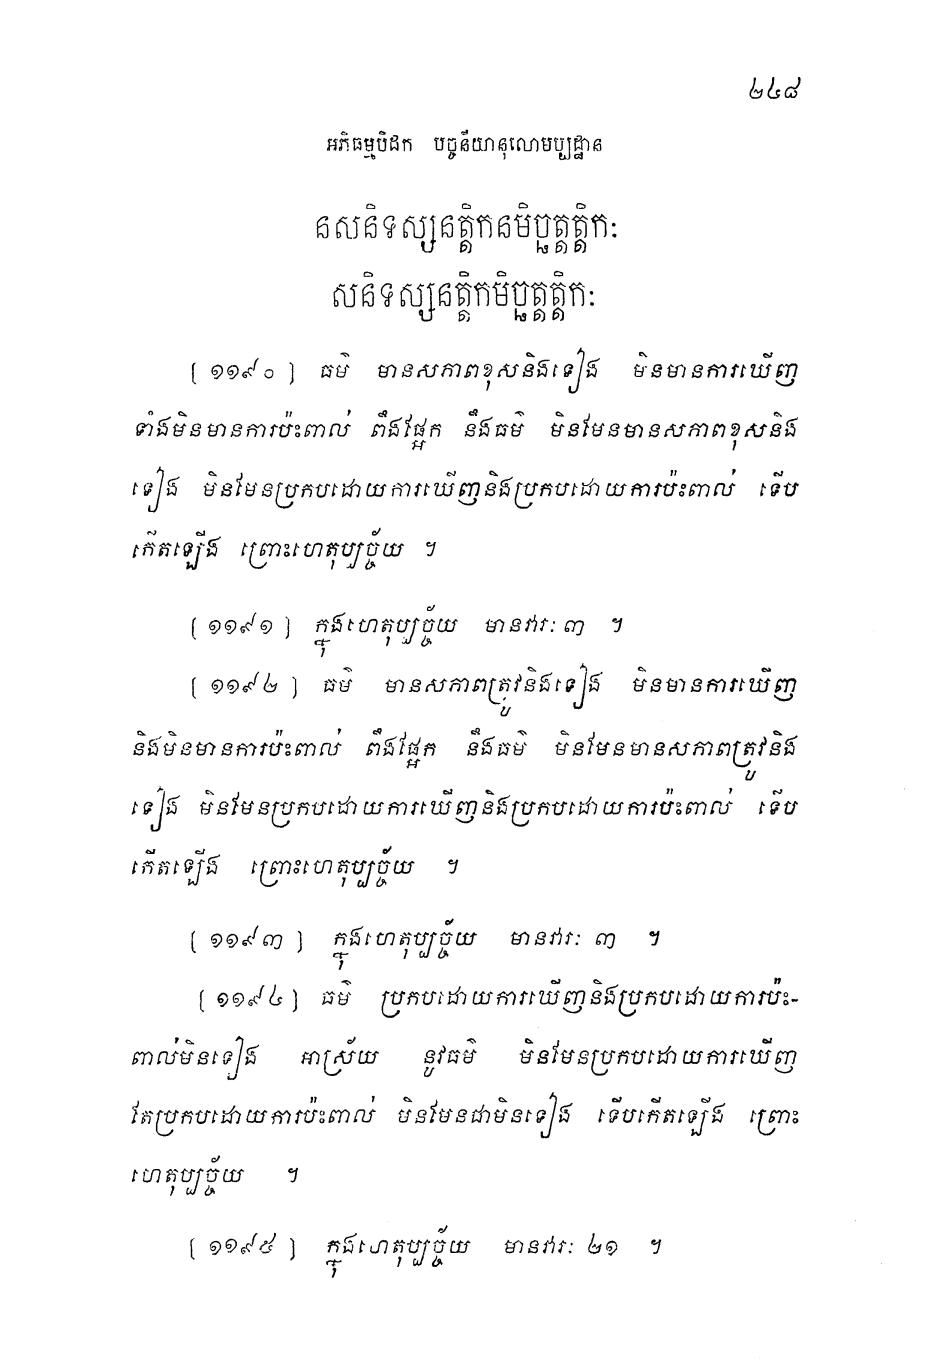 ២៤៨
អភិធម្មបិដក បច្ចនីយានុលោមប្បដ្ឋាន
នសនិទស្សនត្តិកនមិច្ឆត្តត្តិកៈ
សនិទស្សនត្តិកមិច្ឆត្តត្តិកៈ
[ ១១៩០ ] ធម៌ មានសភាពខុសនិងទៀង មិនមានការឃើញ
ទាំងមិនមានការប៉ះពាល់ ពឹងផ្អែក នឹងធម៌ មិនមែនមានសភាពខុសនិង
ទៀង មិនមែនប្រកបដោយការឃើញនិងប្រកបដោយការប៉ះពាល់ ទើប
កើតឡើង ព្រោះហេតុប្បច្ច័យ ។
[ ១១៩១ ] ក្នុងហេតុប្បច្ច័យ មានវារៈ ៣ ។
[ ១១៩២ ] ធម៌ មានសភាពត្រូវនិងទៀង មិនមានការឃើញ
និងមិនមានការប៉ះពាល់ ពឹងផ្អែក នឹងធម៌ មិនមែនមានសភាពត្រូវនិង
ទៀង មិនមែនប្រកបដោយការឃើញនិងប្រកបដោយការប៉ះពាល់ ទើប
កើតឡើង ព្រោះហេតុប្បច្ច័យ ។
[ ១១៩៣ ] ក្នុងហេតុប្បច្ច័យ មានវារៈ ៣ ។
[ ១១៩៤ ] ធម៌ ប្រកបដោយការឃើញនិងប្រកបដោយការប៉ះ-
ពាល់មិនទៀង អាស្រ័យ នូវធម៌ មិនមែនប្រកបដោយការឃើញ
តែប្រកបដោយការប៉ះពាល់ មិនមែនជាមិនទៀង ទើបកើតឡើង ព្រោះ
ហេតុប្បច្ច័យ ។
[ ១១៩៥ ] ក្នុងហេតុប្បច្ច័យ មានវារៈ ២១ ។